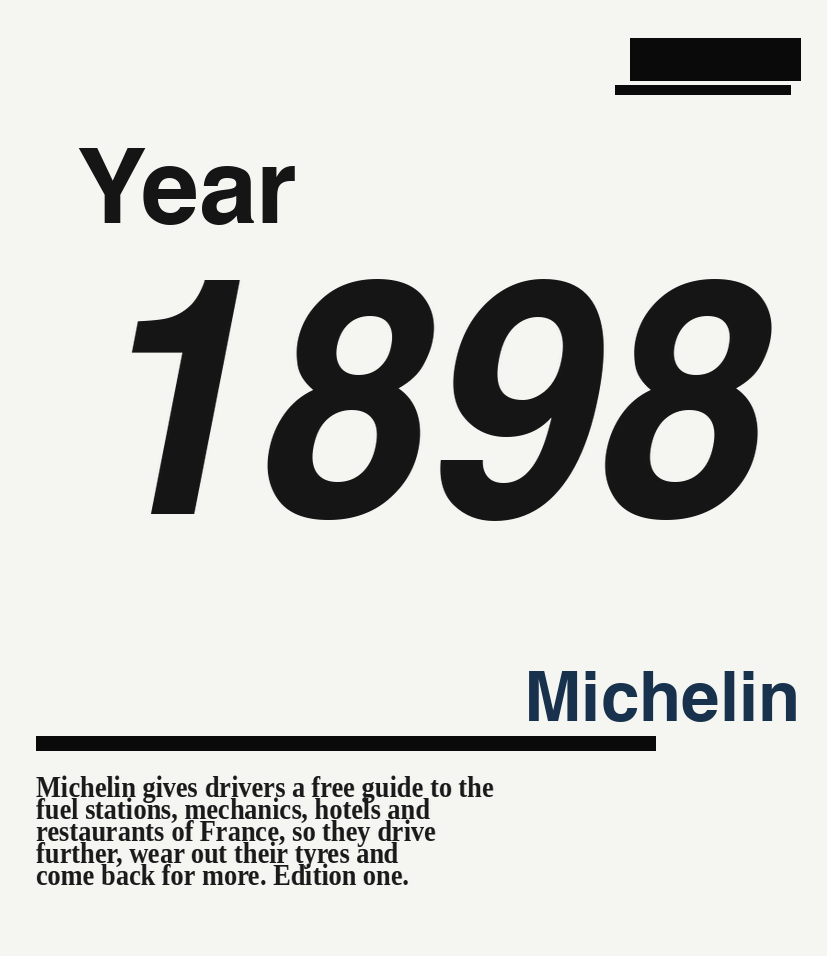 Year
1898
Michelin
Michelin gives drivers a free guide to the
fuel stations, mechanics, hotels and
restaurants of France, so they drive
further, wear out their tyres and
come back for more. Edition one.